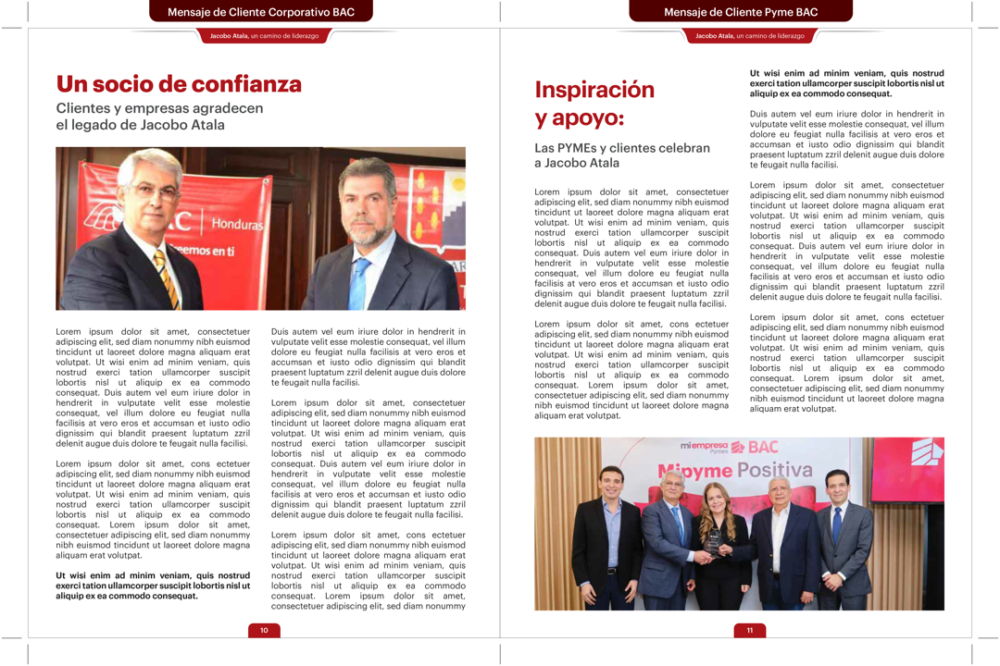 Mensaje de Cliente Corporativo BAC
Jacobo Atala, un camino de liderazgo
Un socio de confianza
Clientes y empresas agradecen
el legado de Jacobo Atala
BAC
Honduras
eemos en ti
Lorem ipsum dolor sit amet, consectetuer
adipiscing elit, sed diam nonummy nibh euismod
tincidunt ut laoreet dolore magna aliquam erat
volutpat. Ut wisi enim ad minim veniam, quis
nostrud exerci tation ullamcorper suscipit
lobortis nisl ut aliquip ex ea commodo
consequat. Duis autem vel eum iriure dolor in
hendrerit in vulputate velit esse molestie
consequat, vel illum dolore eu feugiat nulla
facilisis at vero eros et accumsan et iusto odio
dignissim qui blandit praesent luptatum zzril
delenit augue duis dolore te feugait nulla facilisi.
Lorem ipsum dolor sit amet, cons ectetuer
adipiscing elit, sed diam nonummy nibh euismod
tincidunt ut laoreet dolore magna aliquam erat
volutpat. Ut wisi enim ad minim veniam, quis
nostrud exerci tation ullamcorper suscipit
lobortis nisl ut aliquip ex ea commodo
consequat. Lorem ipsum dolor sit amet,
consectetuer adipiscing elit, sed diam nonummy
nibh euismod tincidunt ut laoreet dolore magna
aliquam erat volutpat.
Ut wisi enim ad minim veniam, quis nostrud
exerci tation ullamcorper suscipit lobortis nisl ut
aliquip ex ea commodo consequat.
Duis autem vel eum iriure dolor in hendrerit in
vulputate velit esse molestie consequat, vel illum
dolore eu feugiat nulla facilisis at vero eros et
accumsan et iusto odio dignissim qui blandit
praesent luptatum zzril delenit augue duis dolore
te feugait nulla facilisi.
Lorem ipsum dolor sit amet, consectetuer
adipiscing elit, sed diam nonummy nibh euismod
tincidunt ut laoreet dolore magna aliquam erat
volutpat. Ut wisi enim ad minim veniam, quis
nostrud exerci tation ullamcorper suscipit
lobortis nisl ut aliquip ex ea commodo
consequat. Duis autem vel eum iriure dolor in
hendrerit in vulputate velit esse molestie
consequat, vel illum dolore eu feugiat nulla
facilisis at vero eros et accumsan et iusto odio
dignissim qui blandit praesent luptatum zzril
delenit augue duis dolore te feugait nulla facilisi.
Lorem ipsum dolor sit amet, cons ectetuer
adipiscing elit, sed diam nonummy nibh euismod
tincidunt ut laoreet dolore magna aliquam erat
volutpat. Ut wisi enim ad minim veniam, quis
nostrud exerci tation ullamcorper suscipit
lobortis nisl ut aliquip ex ea commodo
consequat. Lorem ipsum dolor sit amet,
consectetuer adipiscing elit, sed diam nonummy
10
Mensaje de Cliente Pyme BAC
Jacobo Atala, un camino de liderazgo
Inspiración
y apoyo:
Las PYMEs y clientes celebran
a Jacobo Atala
Lorem ipsum dolor sit amet, consectetuer
adipiscing elit, sed diam nonummy nibh euismod
tincidunt ut laoreet dolore magna aliquam erat
volutpat. Ut wisi enim ad minim veniam, quis
nostrud exerci tation ullamcorper suscipit
lobortis nisl ut aliquip ex ea commodo
consequat. Duis autem vel eum iriure dolor in
hendrerit in vulputate velit esse molestie
consequat, vel illum dolore eu feugiat nulla
facilisis at vero eros et accumsan et iusto odio
dignissim qui blandit praesent luptatum zzril
delenit augue duis dolore te feugait nulla facilisi.
Lorem ipsum dolor sit amet, cons ectetuer
adipiscing elit, sed diam nonummy nibh euismod
tincidunt ut laoreet dolore magna aliquam erat
volutpat. Ut wisi enim ad minim veniam, quis
nostrud exerci tation ullamcorper suscipit
lobortis nisl ut aliquip ex ea commodo
consequat. Lorem ipsum dolor sit amet,
consectetuer adipiscing elit, sed diam nonummy
nibh euismod tincidunt ut laoreet dolore magna
aliquam erat volutpat.
Ut wisi enim ad minim veniam, quis nostrud
exerci tation ullamcorper suscipit lobortis nisl ut
aliquip ex ea commodo consequat.
Duis autem vel eum iriure dolor in hendrerit in
vulputate velit esse molestie consequat, vel illum
dolore eu feugiat nulla facilisis at vero eros et
accumsan et iusto odio dignissim qui blandit
praesent luptatum zzril delenit augue duis dolore
te feugait nulla facilisi.
Lorem ipsum dolor sit amet, consectetuer
adipiscing elit, sed diam nonummy nibh euismod
tincidunt ut laoreet dolore magna aliquam erat
volutpat. Ut wisi enim ad minim veniam, quis
nostrud exerci tation ullamcorper suscipit
lobortis nisl ut aliquip ex ea commodo
consequat. Duis autem vel eum iriure dolor in
hendrerit in vulputate velit esse molestie
consequat, vel illum dolore eu feugiat nulla
facilisis at vero eros et accumsan et iusto odio
dignissim qui blandit praesent luptatum zzril
delenit augue duis dolore te feugait nulla facilisi.
Lorem ipsum dolor sit amet, cons ectetuer
adipiscing elit, sed diam nonummy nibh euismod
tincidunt ut laoreet dolore magna aliquam erat
volutpat. Ut wisi enim ad minim veniam, quis
nostrud exerci tation ullamcorper suscipit
lobortis nisl ut aliquip ex ea commodo
consequat. Lorem ipsum dolor sit amet,
consectetuer adipiscing elit, sed diam nonummy
nibh euismod tincidunt ut laoreet dolore magna
aliquam erat volutpat.
mi empresa Pymes BAC
Mipyme Positiva
11